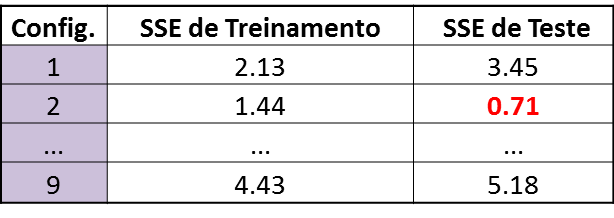 Config. SSE de Treinamento SSE de Teste
1 2.13 3.45
2 1.44 0.71
... ... ...
9 4.43 5.18